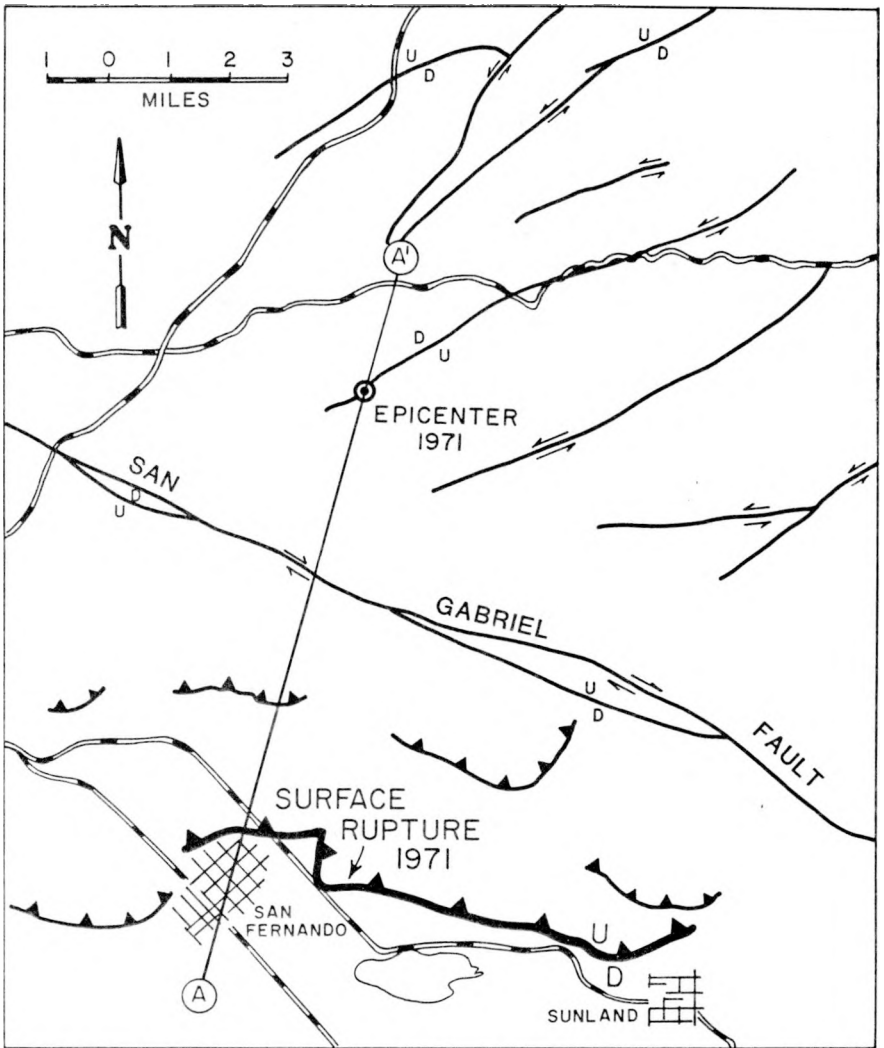 1 0 1 2 3
MILES
N
U
D
U
D
A'
D
U
EPICENTER
1971
SAN
D
U
GABRIEL
U
D
FAULT
SURFACE
RUPTURE
1971
SAN
FERNANDO
U
D
A
SUNLAND